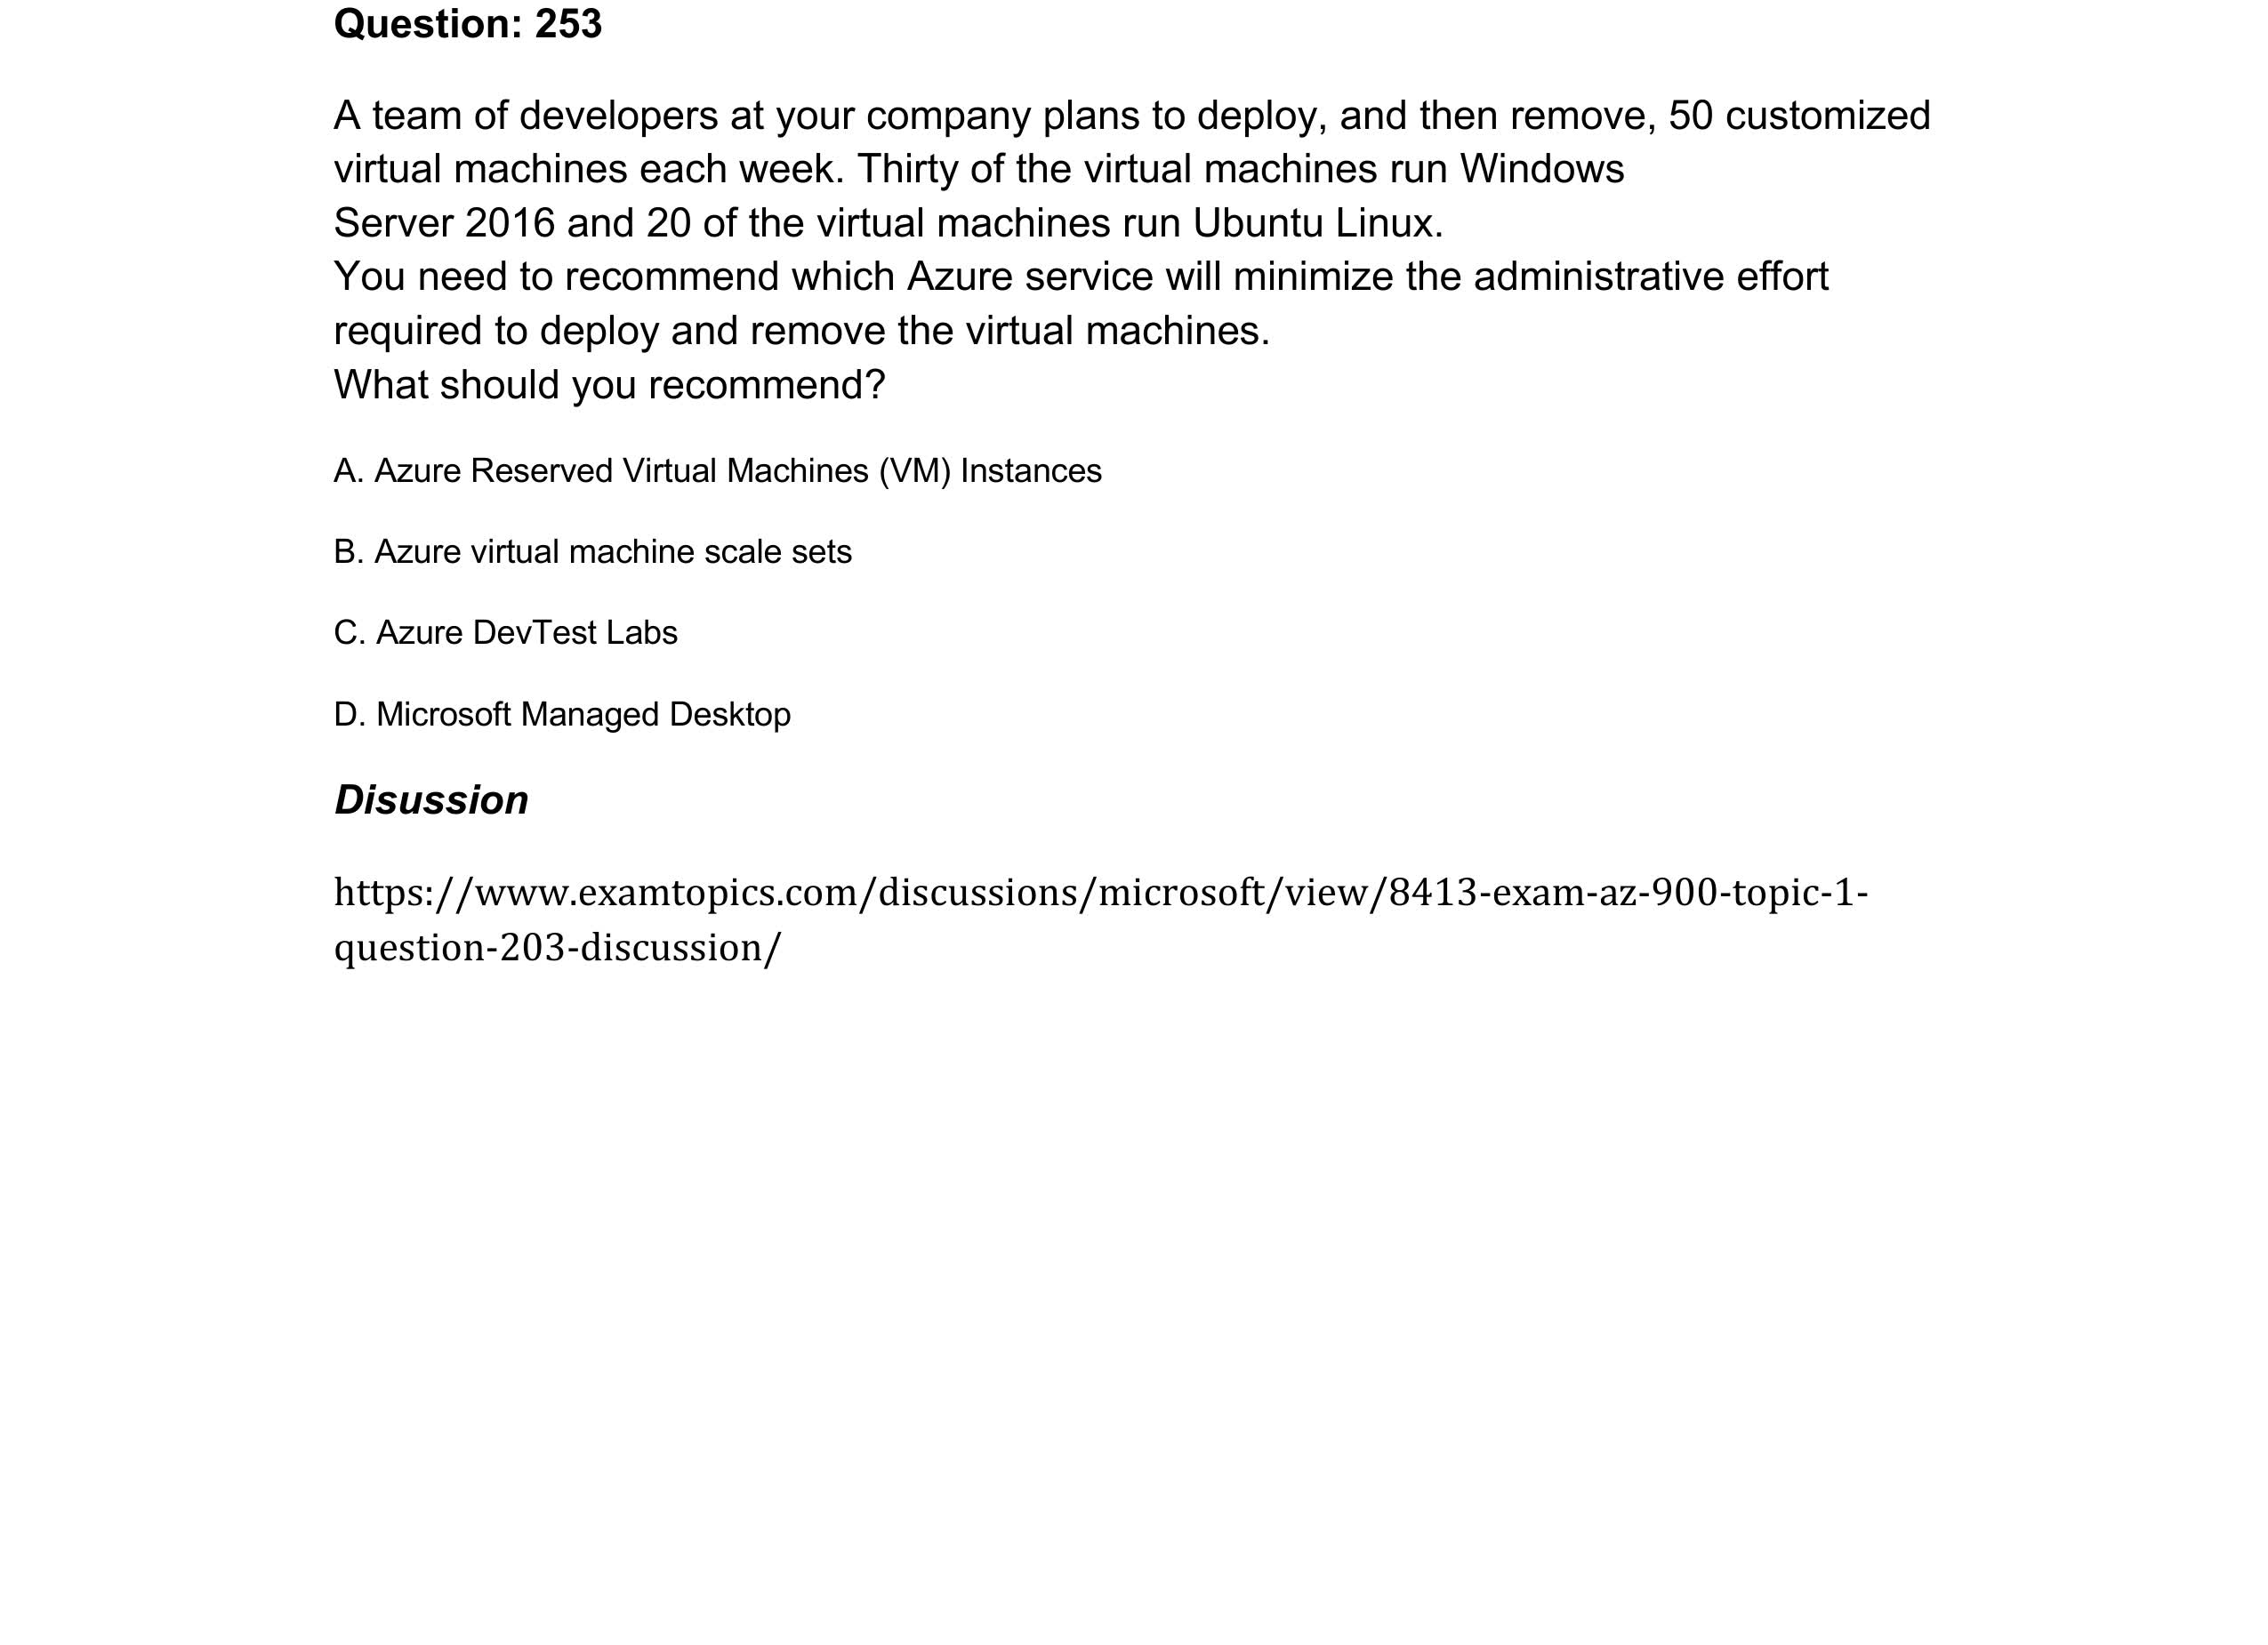 Question: 253
A team of developers at your company plans to deploy, and then remove, 50 customized
virtual machines each week. Thirty of the virtual machines run Windows
Server 2016 and 20 of the virtual machines run Ubuntu Linux.
You need to recommend which Azure service will minimize the administrative effort
required to deploy and remove the virtual machines.
What should you recommend?
A. Azure Reserved Virtual Machines (VM) Instances
B. Azure virtual machine scale sets
C. Azure DevTest Labs
D. Microsoft Managed Desktop
Disussion
https://www.examtopics.com/discussions/microsoft/view/8413-exam-az-900-topic-1-
question-203-discussion/